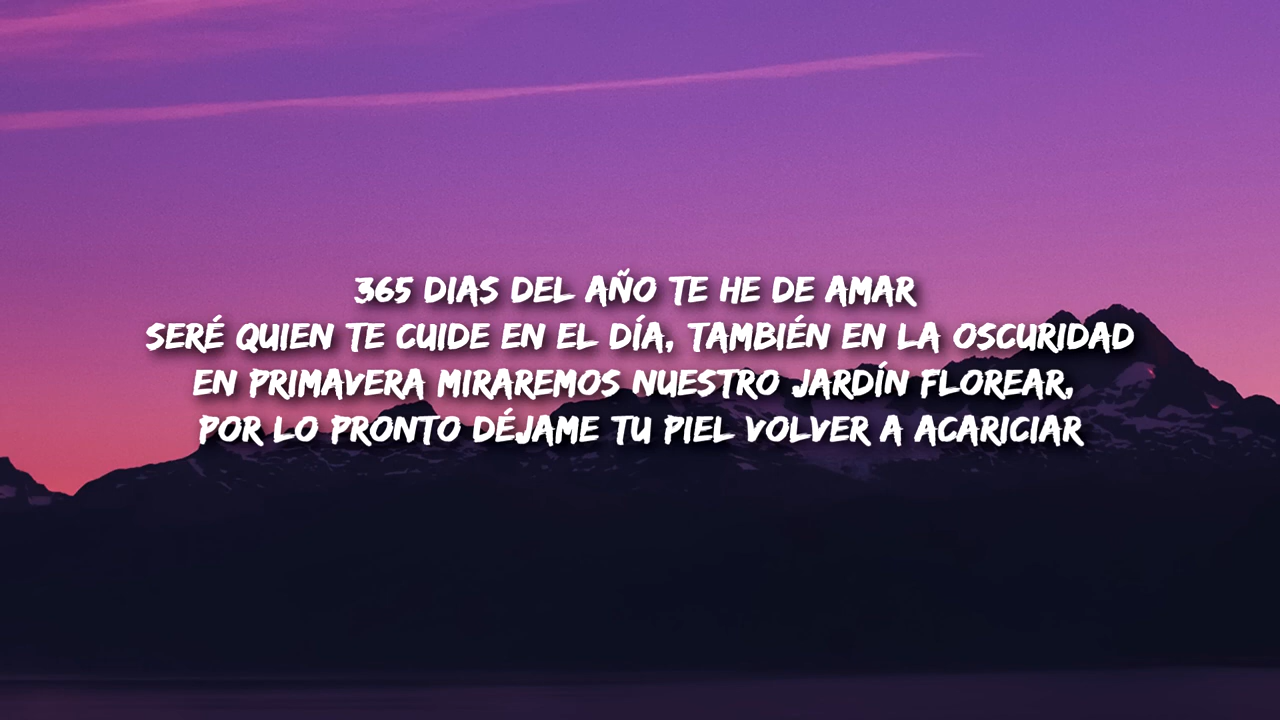 365 DIAS DEL AÑO TE HE DE AMAR
SERÉ QUIEN TE CUIDE EN EL DÍA, TAMBIÉN EN LA OSCURIDAD
EN PRIMAVERA MIRAREMOS NUESTRO JARDÍN FLOREAR,
POR LO PRONTO DÉJAME TU PIEL VOLVER A ACARICIAR